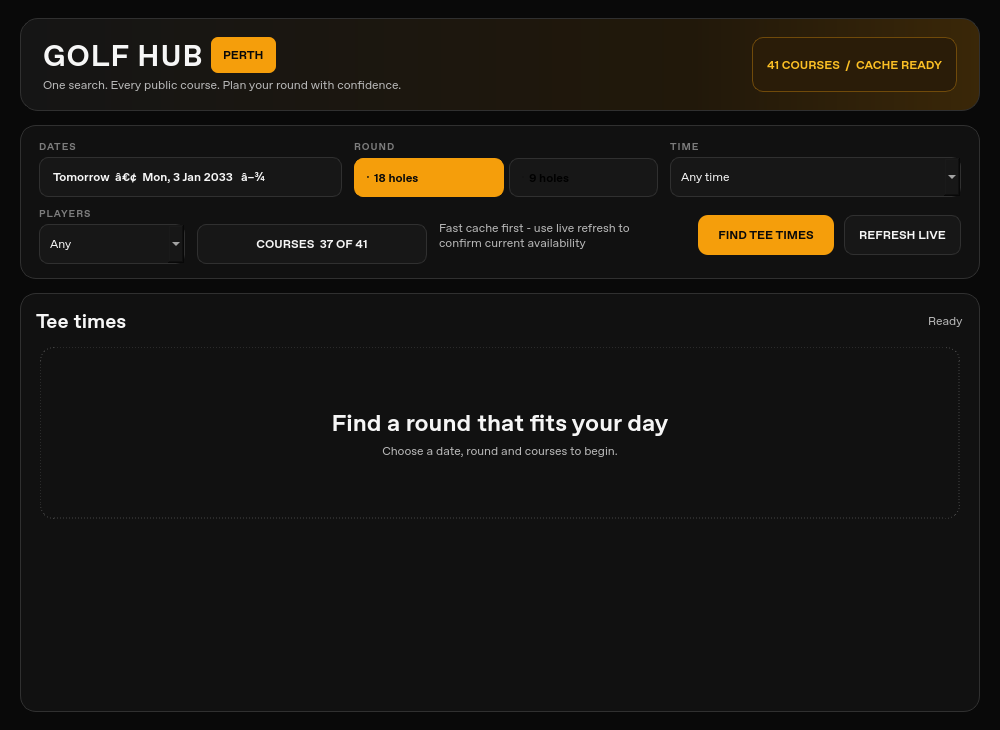 GOLF HUB PERTH
One search. Every public course. Plan your round with confidence.
41 COURSES / CACHE READY
DATES
Tomorrow â€¢ Mon, 3 Jan 2033 â–¾
ROUND
· 18 holes
9 holes
TIME
Any time
PLAYERS
Any
COURSES 37 OF 41
Fast cache first - use live refresh to
confirm current availability
FIND TEE TIMES
REFRESH LIVE
Tee times
Ready
Find a round that fits your day
Choose a date, round and courses to begin.